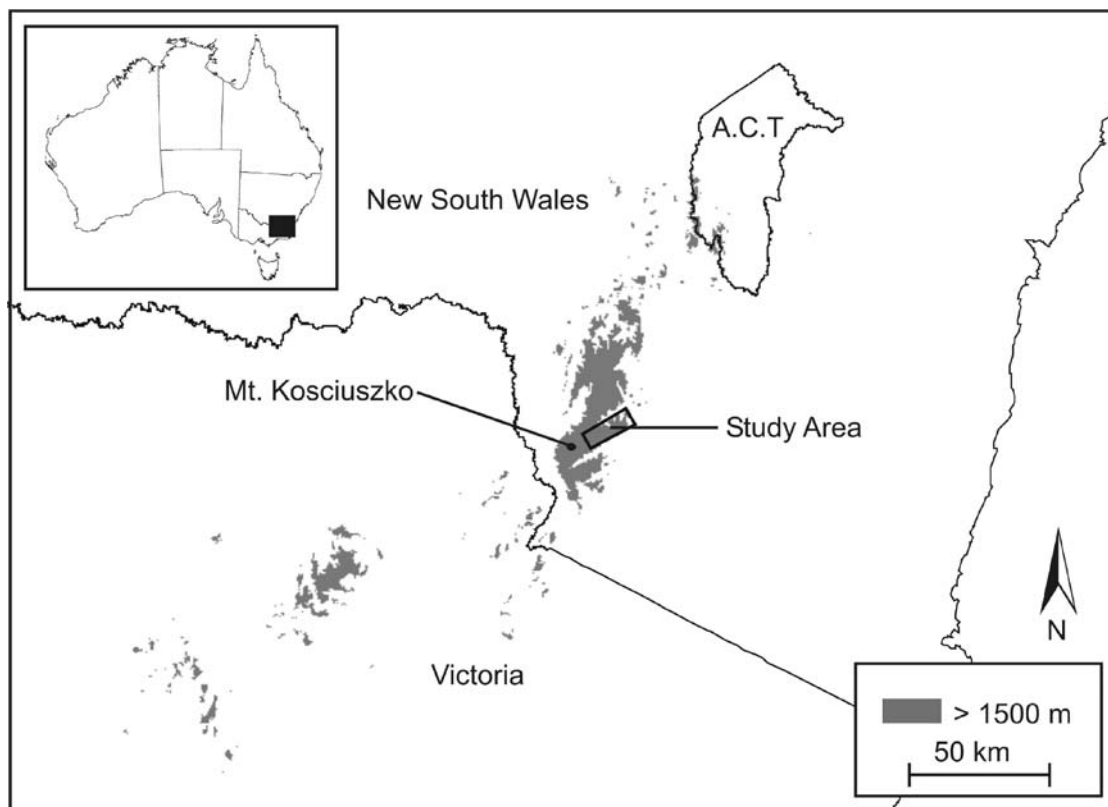 A.C.T
New South Wales
Mt. Kosciuszko
Study Area
Victoria
N
> 1500 m
50 km